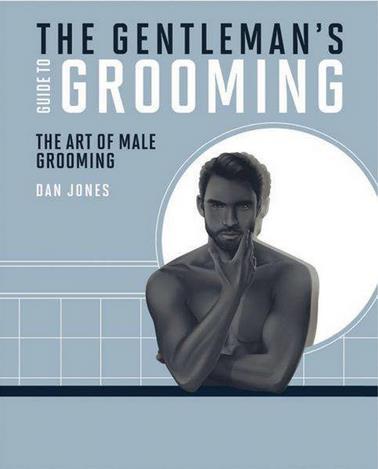 THE GENTLEMAN'S
GUIDE TO
GROOMING
THE ART OF MALE
GROOMING
DAN JONES